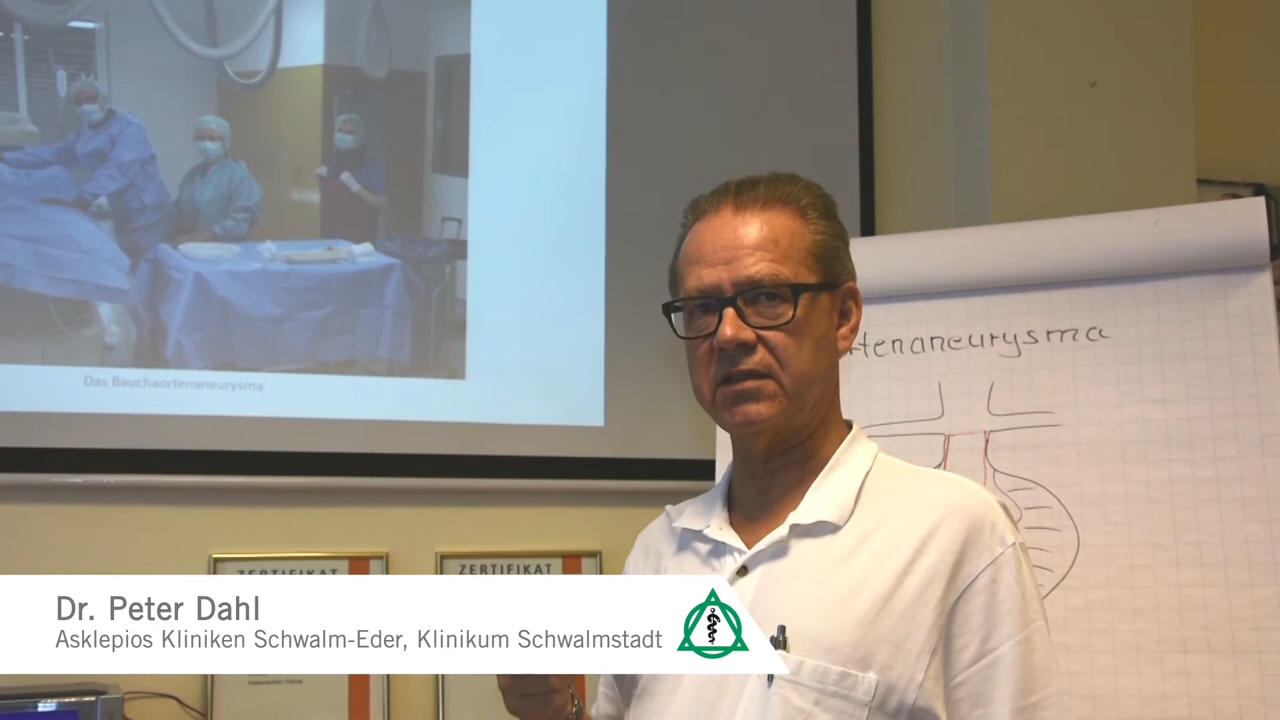 Das Bauchaortenaneurysma
rtenaneurysma
ZERTIFIKAT
ZERTIFIKAT
Dr. Peter Dahl
Asklepios Kliniken Schwalm-Eder, Klinikum Schwalmstadt